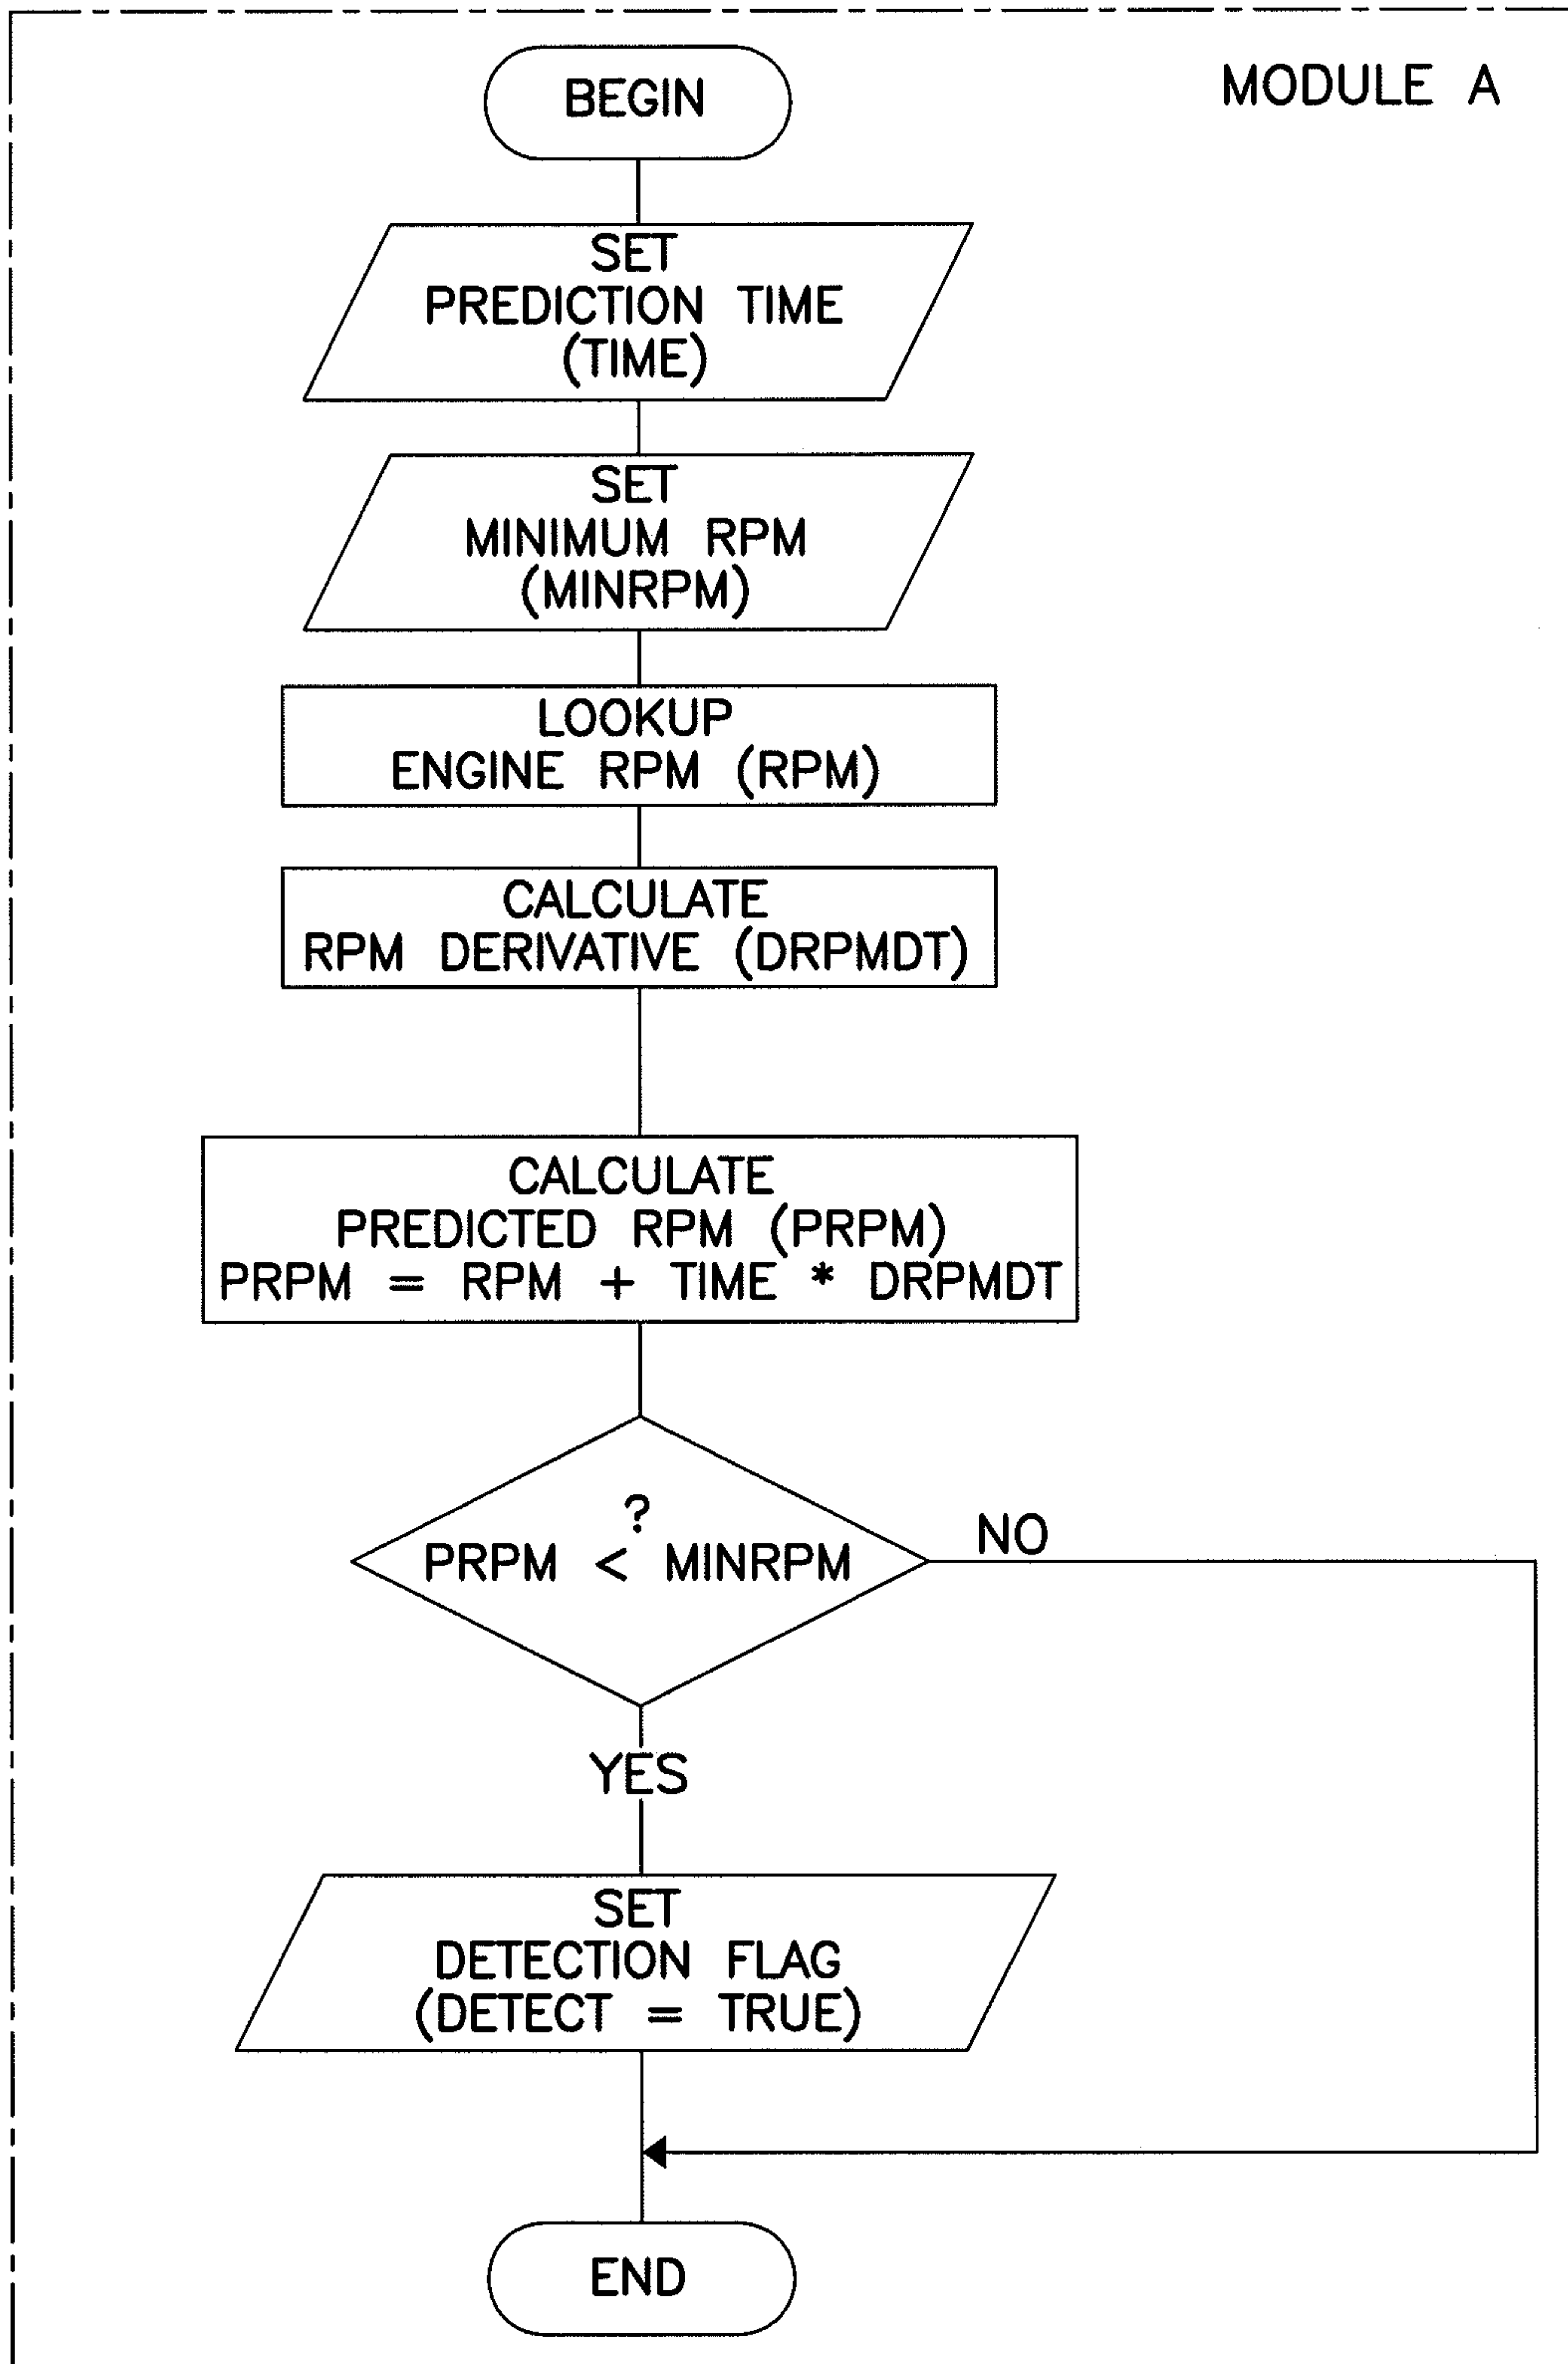 MODULE A
BEGIN
SET
PREDICTION TIME
(TIME)
SET
MINIMUM RPM
(MINRPM)
LOOKUP
ENGINE RPM (RPM)
CALCULATE
RPM DERIVATIVE (DRPMDT)
CALCULATE
PREDICTED RPM (PRPM)
PRPM = RPM + TIME * DRPMDT
?
PRPM < MINRPM
NO
YES
SET
DETECTION FLAG
(DETECT = TRUE)
END